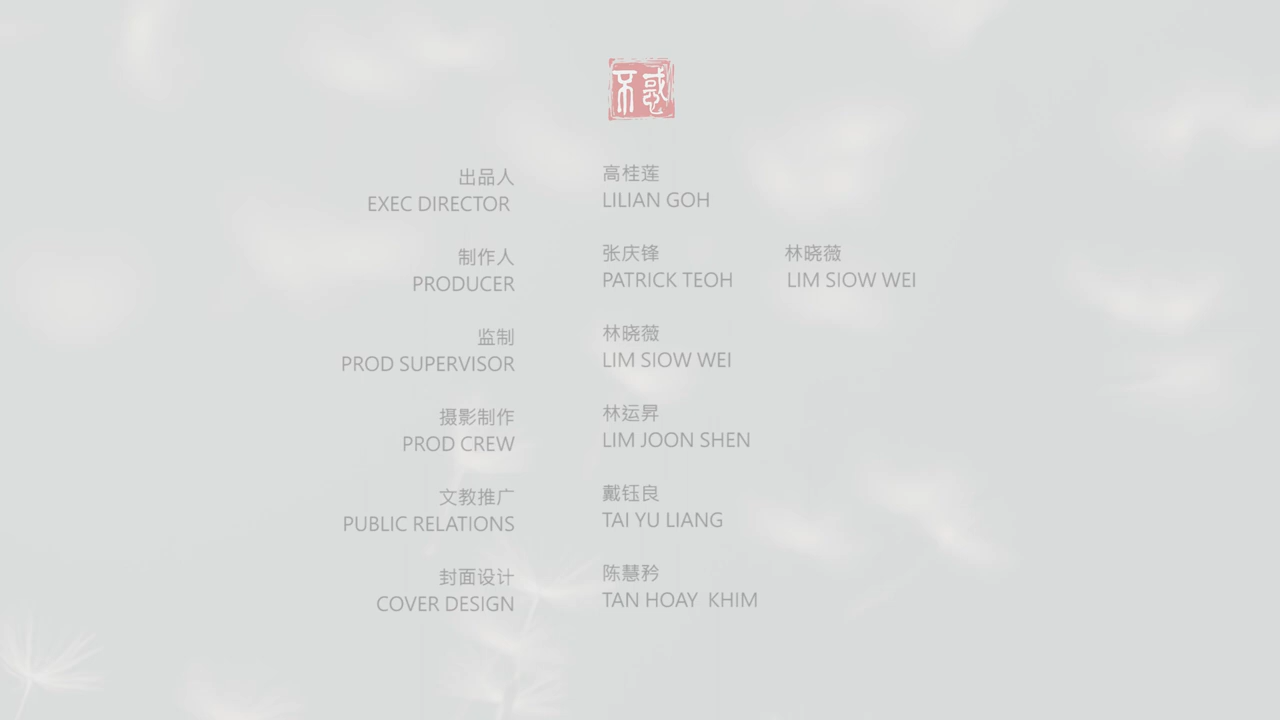 不惑
出品人
EXEC DIRECTOR
高桂莲
LILIAN GOH
制作人
PRODUCER
张庆锋
PATRICK TEOH
林晓薇
LIM SIOW WEI
监制
PROD SUPERVISOR
林晓薇
LIM SIOW WEI
摄影制作
PROD CREW
林运昇
LIM JOON SHEN
文教推广
PUBLIC RELATIONS
戴钰良
TAI YU LIANG
封面设计
COVER DESIGN
陈慧矜
TAN HOAY KHIM